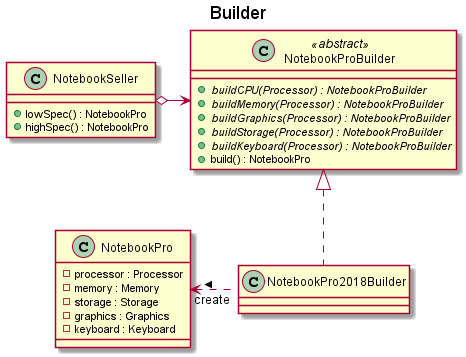 Builder
«abstract»
C NotebookProBuilder
buildCPU(Processor) : NotebookProBuilder
buildMemory(Processor) : NotebookProBuilder
buildGraphics(Processor) : NotebookProBuilder
buildStorage(Processor) : NotebookProBuilder
buildKeyboard(Processor) : NotebookProBuilder
build() : NotebookPro
C NotebookSeller
lowSpec() : NotebookPro
highSpec() : NotebookPro
C NotebookPro
processor : Processor
memory : Memory
storage : Storage
graphics : Graphics
keyboard : Keyboard
create
C NotebookPro2018Builder